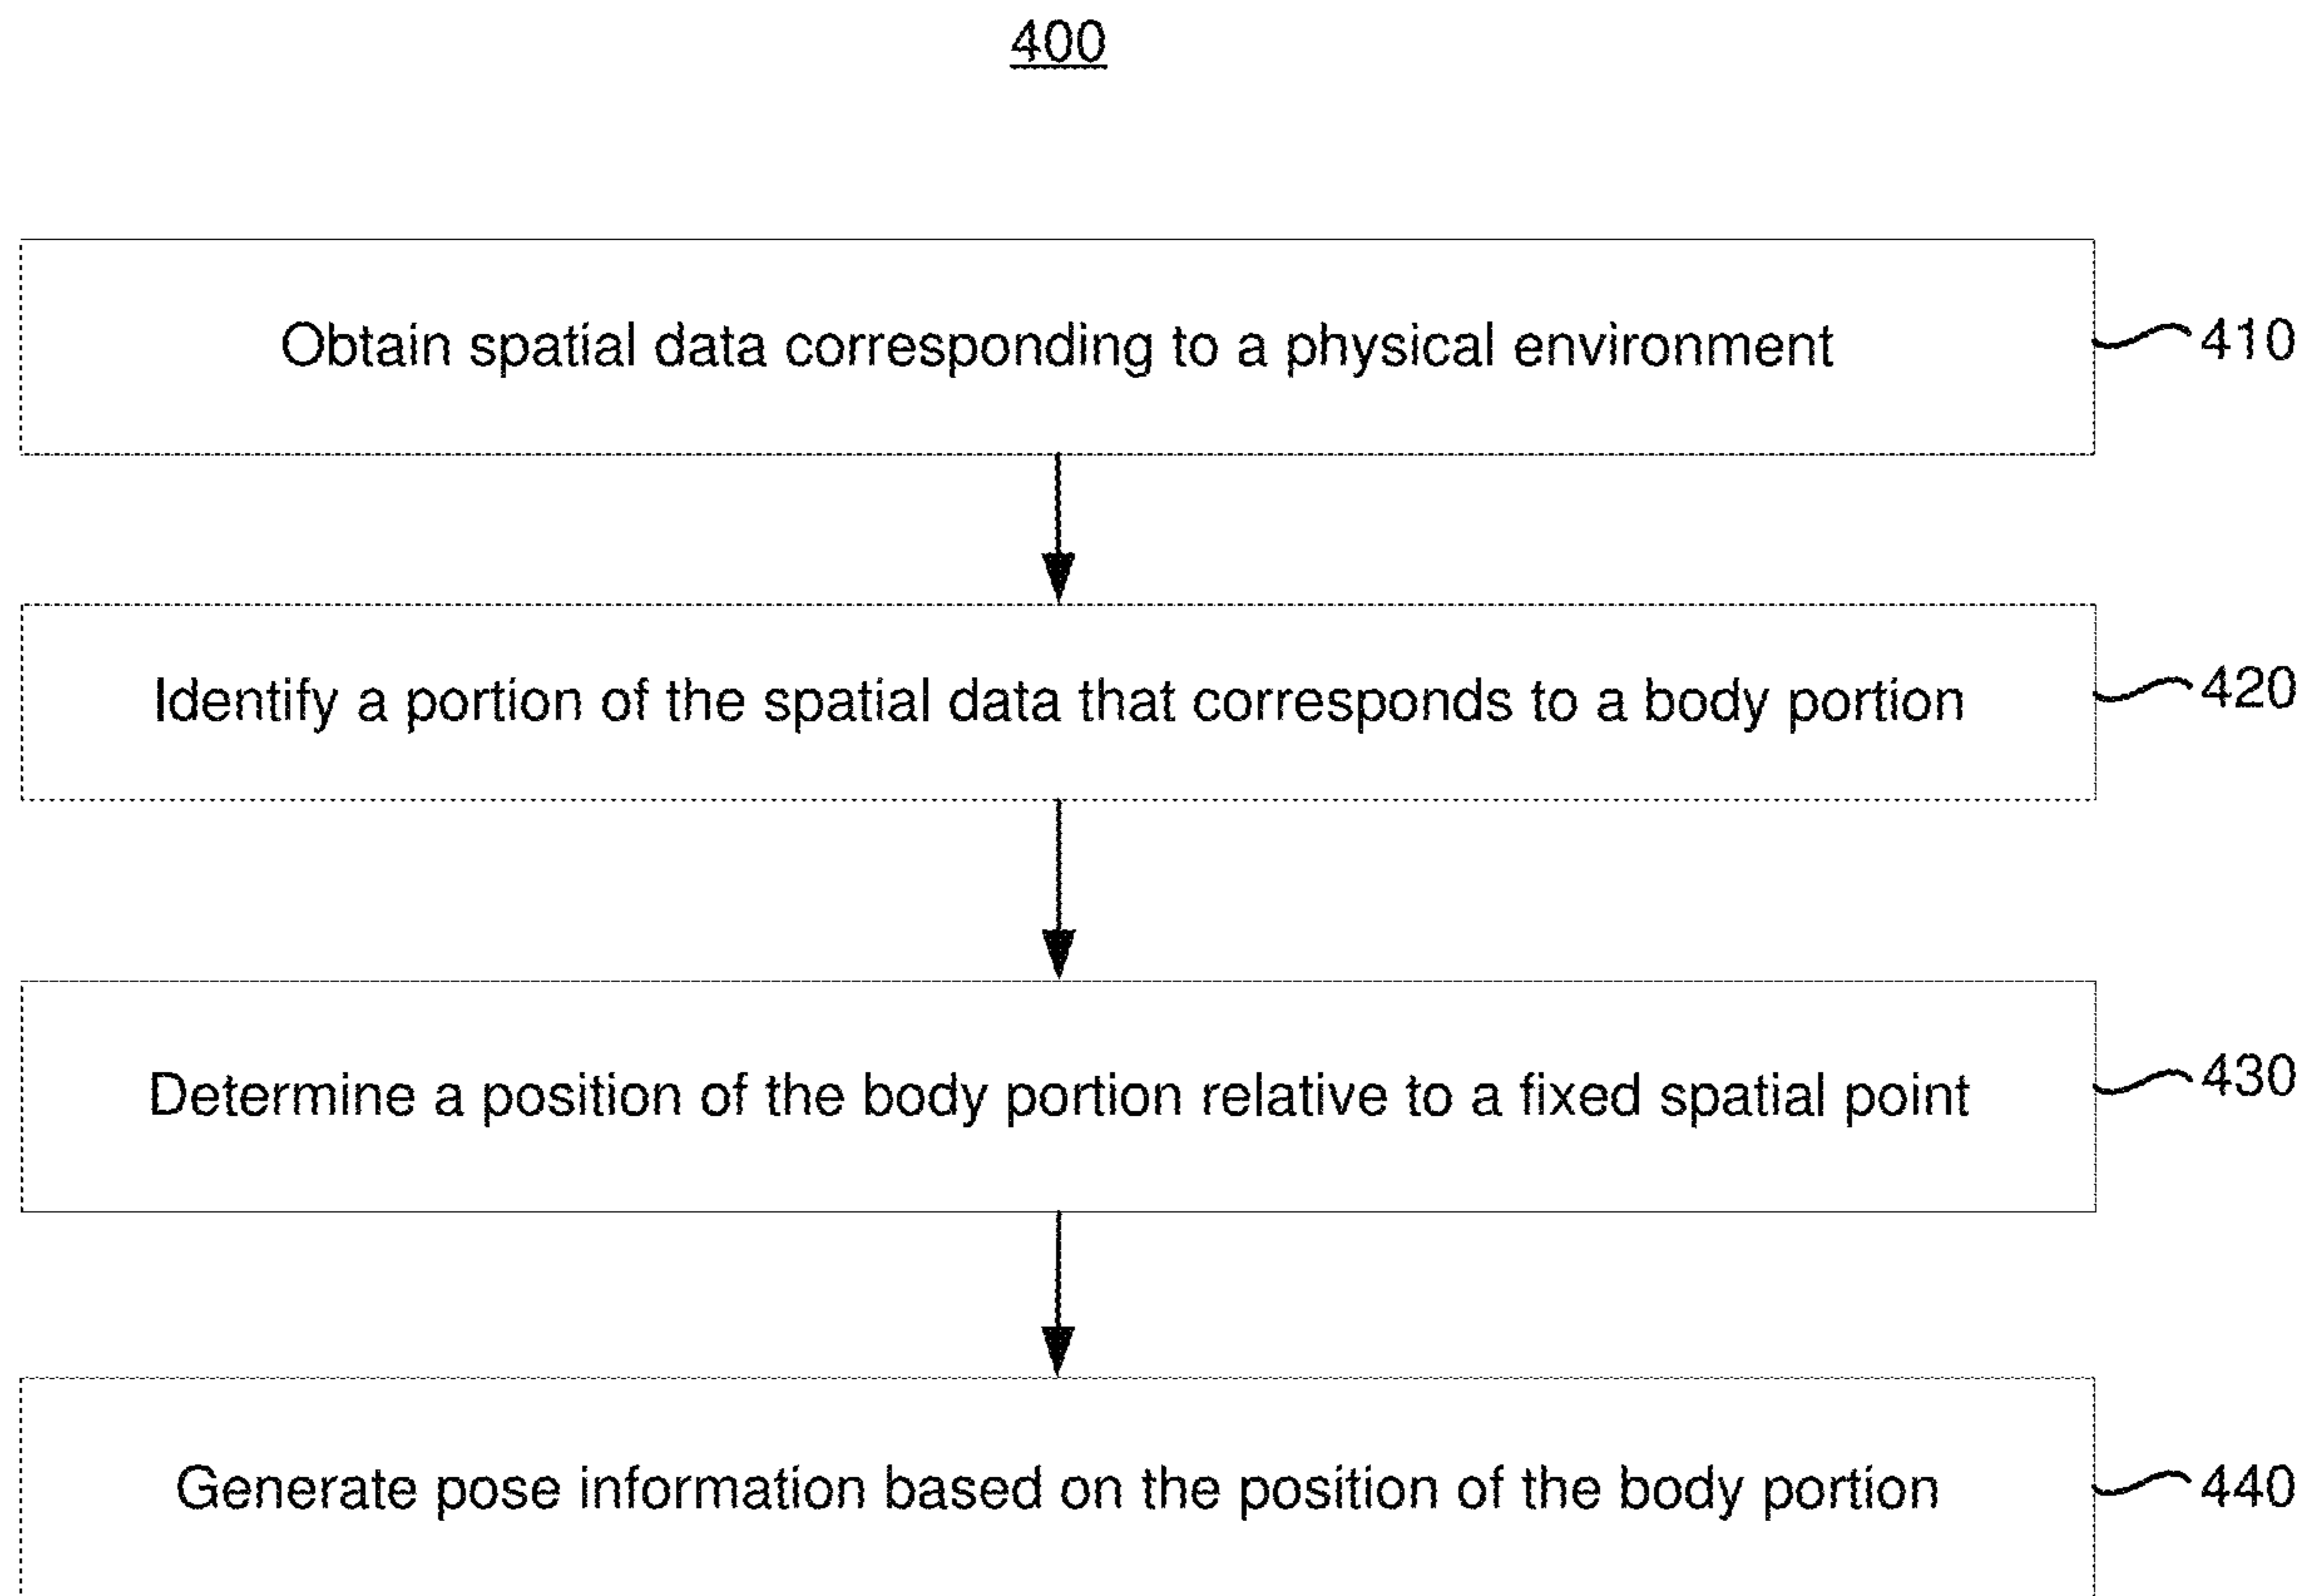 400
Obtain spatial data corresponding to a physical environment
410
Identify a portion of the spatial data that corresponds to a body portion
420
Determine a position of the body portion relative to a fixed spatial point
430
Generate pose information based on the position of the body portion
440